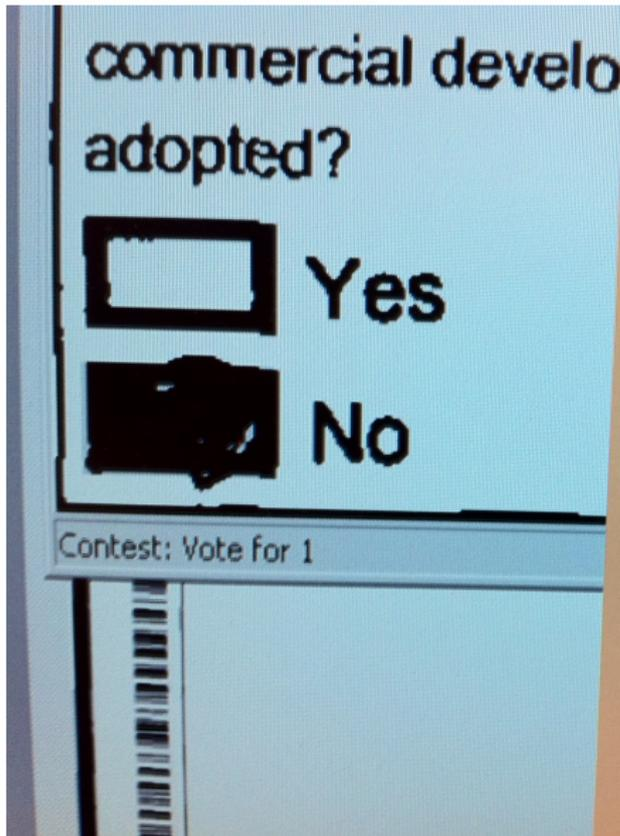 commercial develo
adopted?
Yes
No
Contest: Vote for 1